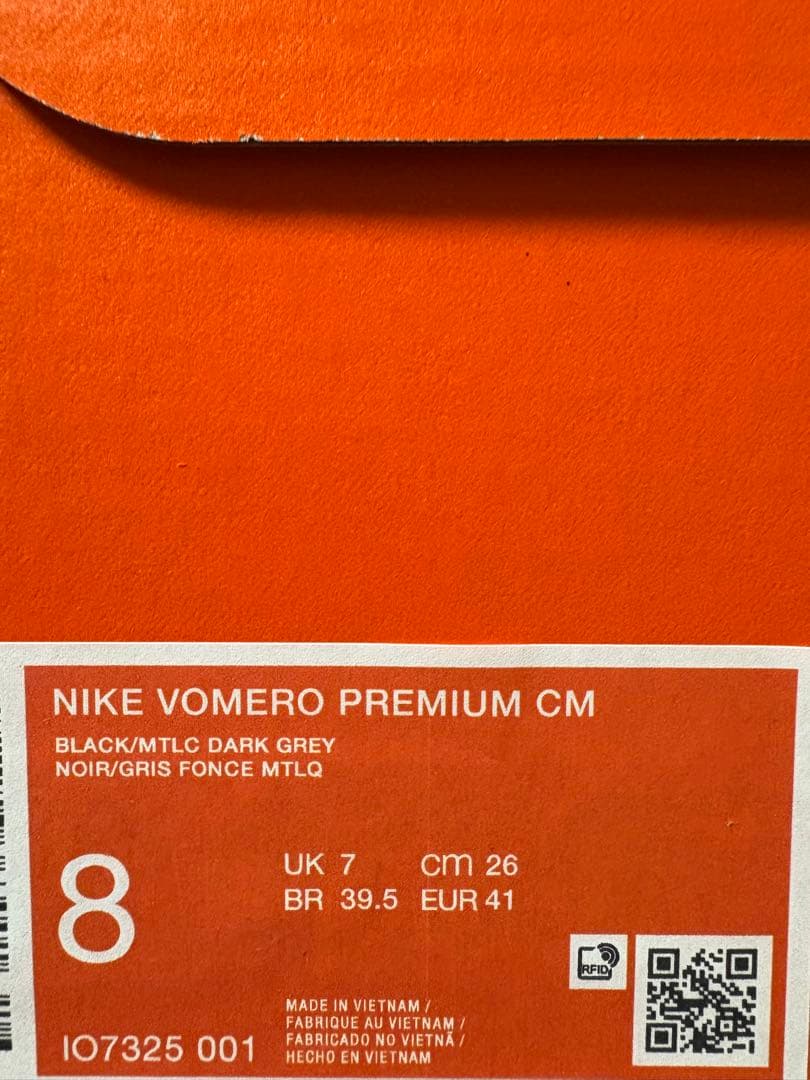 NIKE VOMERO PREMIUM CM
BLACK/MTLC DARK GREY
NOIR/GRIS FONCE MTLQ
8
UK 7 cm 26
BR 39.5 EUR 41
RFID
IO7325 001
MADE IN VIETNAM /
FABRIQUE AU VIETNAM /
FABRICADO NO VIETNÃ /
HECHO EN VIETNAM